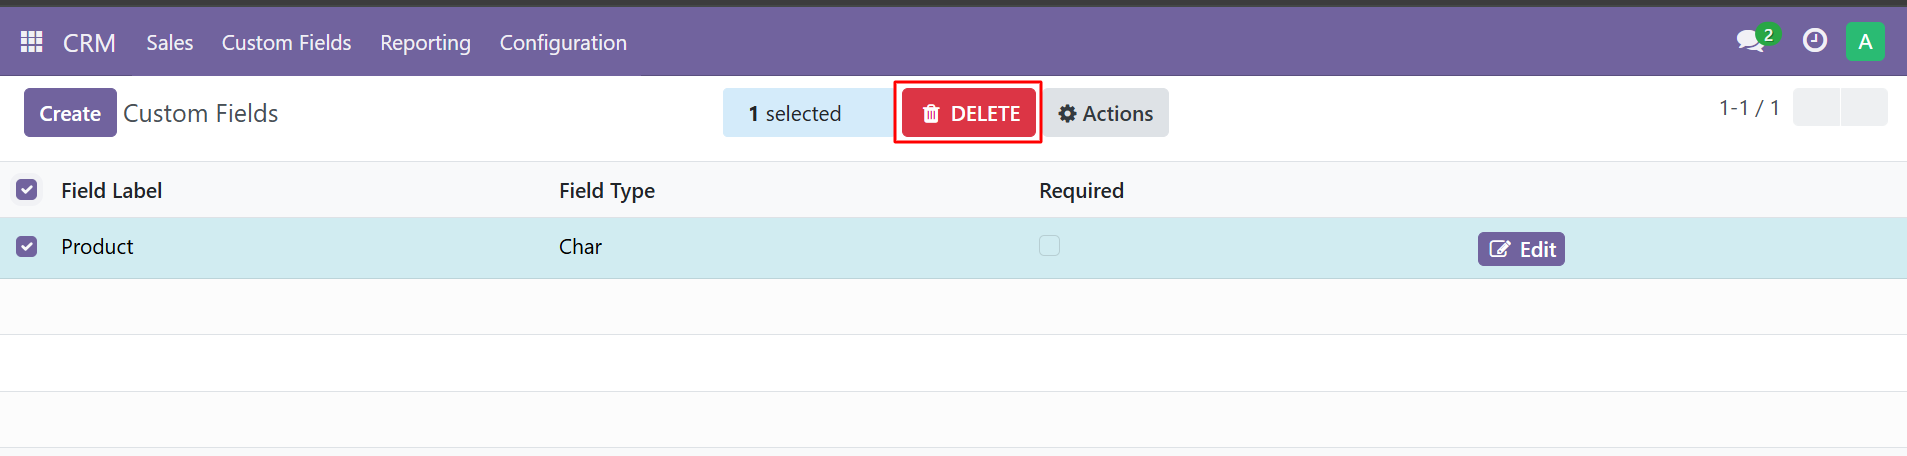 CRM Sales Custom Fields Reporting Configuration 2 A
Create Custom Fields 1 selected DELETE Actions 1-1 / 1
Field Label Field Type Required
Product Char Edit